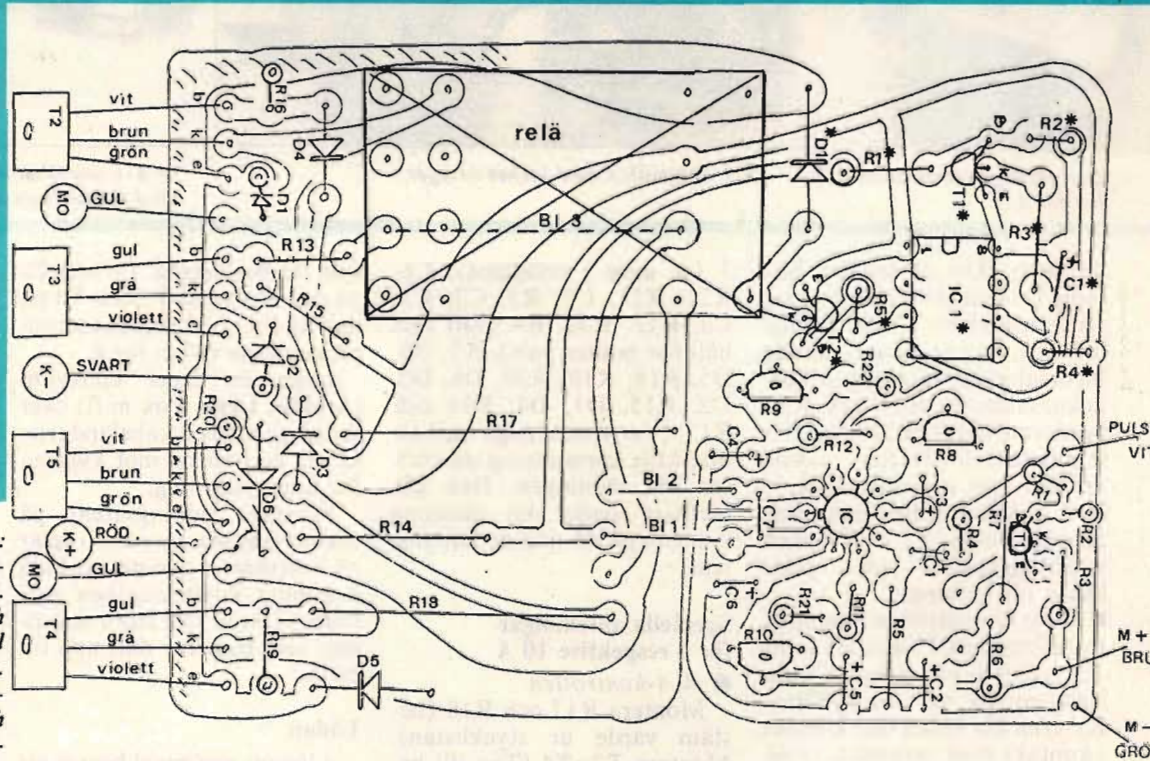 T2
vit
b
brun
k
grön
e
MO
GUL
T3
gul
b
grå
k
violett
e
K-
SVART
T5
vit
b
brun
k
grön
e
K+
RÖD
MO
GUL
T4
gul
b
grå
k
violett
e
R16
D4
D1
R13
R15
D2
R20
D3
D6
R14
R17
R18
R19
D5
relä
Bl 3
Bl 2
Bl 1
D1*
R1*
T1*
R2*
R3*
C1*
IC 1*
8
R4*
R5*
R9
R22
C4
R12
R8
C7
IC
C3
C1
R4
R7
R1
T1
R2
R3
C6
R21
R11
R10
R5
R6
C5
C2
PULS
VIT
M +
BRU
M –
GRÖ